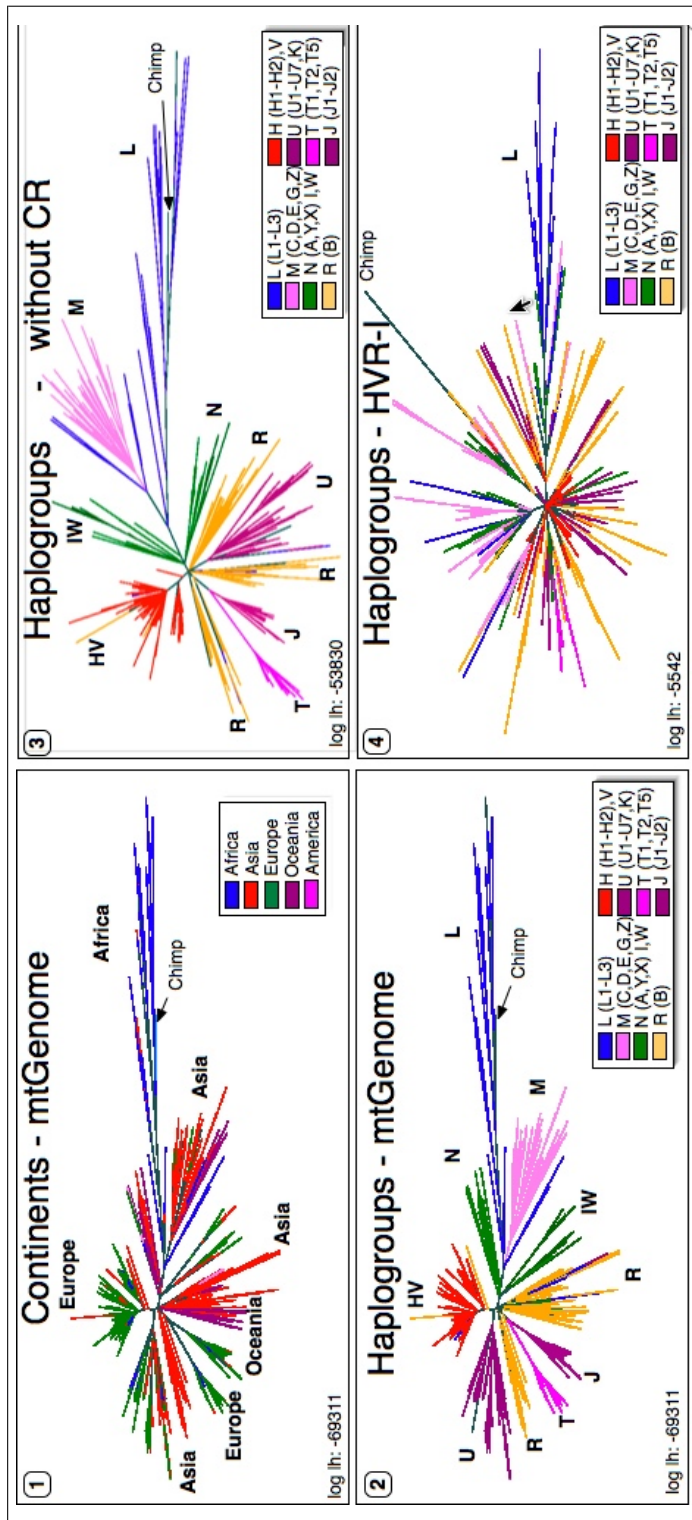 1
Continents - mtGenome
Europe
Africa
Chimp
Asia
Asia
Oceania
Europe
Asia
Africa
Asia
Europe
Oceania
America
log lh: -69311
2
Haplogroups - mtGenome
HV
N
L
Chimp
M
IW
R
J
T
R
U
L (L1-L3)
M (C,D,E,G,Z)
N (A,Y,X) I,W
R (B)
H (H1-H2),V
U (U1-U7,K)
T (T1,T2,T5)
J (J1-J2)
log lh: -69311
3
Haplogroups - without CR
M
L
Chimp
IW
HV
N
R
U
R
J
T
R
L (L1-L3)
M (C,D,E,G,Z)
N (A,Y,X) I,W
R (B)
H (H1-H2),V
U (U1-U7,K)
T (T1,T2,T5)
J (J1-J2)
log lh: -53830
4
Haplogroups - HVR-I
Chimp
L
L (L1-L3)
M (C,D,E,G,Z)
N (A,Y,X) I,W
R (B)
H (H1-H2),V
U (U1-U7,K)
T (T1,T2,T5)
J (J1-J2)
log lh: -5542